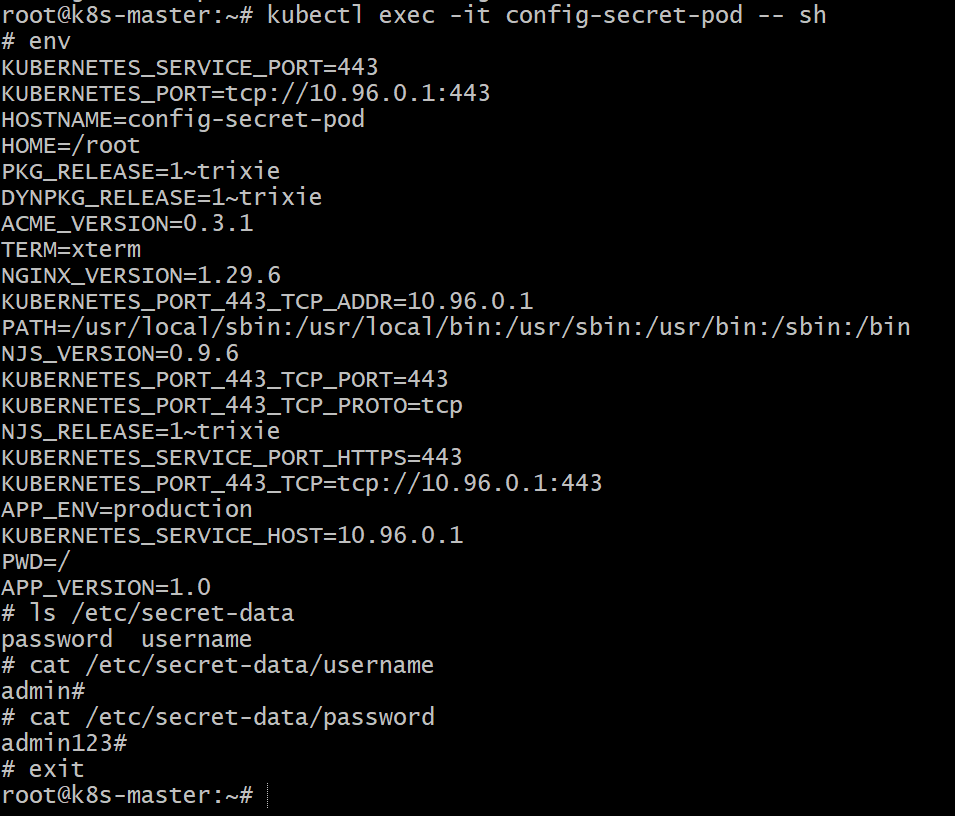 root@k8s-master:~# kubectl exec -it config-secret-pod -- sh
# env
KUBERNETES_SERVICE_PORT=443
KUBERNETES_PORT=tcp://10.96.0.1:443
HOSTNAME=config-secret-pod
HOME=/root
PKG_RELEASE=1~trixie
DYNPKG_RELEASE=1~trixie
ACME_VERSION=0.3.1
TERM=xterm
NGINX_VERSION=1.29.6
KUBERNETES_PORT_443_TCP_ADDR=10.96.0.1
PATH=/usr/local/sbin:/usr/local/bin:/usr/sbin:/usr/bin:/sbin:/bin
NJS_VERSION=0.9.6
KUBERNETES_PORT_443_TCP_PORT=443
KUBERNETES_PORT_443_TCP_PROTO=tcp
NJS_RELEASE=1~trixie
KUBERNETES_SERVICE_PORT_HTTPS=443
KUBERNETES_PORT_443_TCP=tcp://10.96.0.1:443
APP_ENV=production
KUBERNETES_SERVICE_HOST=10.96.0.1
PWD=/
APP_VERSION=1.0
# ls /etc/secret-data
password  username
# cat /etc/secret-data/username
admin#
# cat /etc/secret-data/password
admin123#
# exit
root@k8s-master:~#